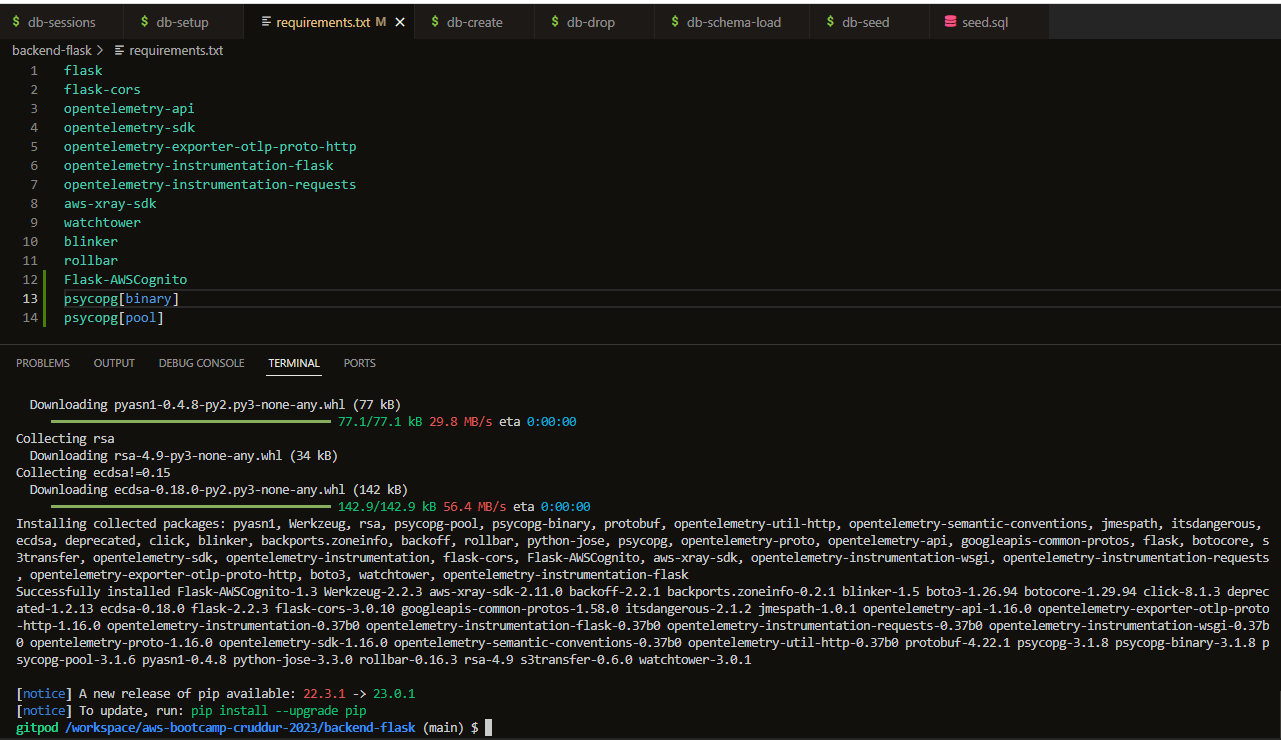 $ db-sessions $ db-setup requirements.txt M × $ db-create $ db-drop $ db-schema-load $ db-seed seed.sql
backend-flask > requirements.txt
1 flask
2 flask-cors
3 opentelemetry-api
4 opentelemetry-sdk
5 opentelemetry-exporter-otlp-proto-http
6 opentelemetry-instrumentation-flask
7 opentelemetry-instrumentation-requests
8 aws-xray-sdk
9 watchtower
10 blinker
11 rollbar
12 Flask-AWSCognito
13 psycopg[binary]
14 psycopg[pool]
PROBLEMS OUTPUT DEBUG CONSOLE TERMINAL PORTS
Downloading pyasn1-0.4.8-py2.py3-none-any.whl (77 kB)
77.1/77.1 kB 29.8 MB/s eta 0:00:00
Collecting rsa
Downloading rsa-4.9-py3-none-any.whl (34 kB)
Collecting ecdsa!=0.15
Downloading ecdsa-0.18.0-py2.py3-none-any.whl (142 kB)
142.9/142.9 kB 56.4 MB/s eta 0:00:00
Installing collected packages: pyasn1, Werkzeug, rsa, psycopg-pool, psycopg-binary, protobuf, opentelemetry-util-http, opentelemetry-semantic-conventions, jmespath, itsdangerous,
ecdsa, deprecated, click, blinker, backports.zoneinfo, backoff, rollbar, python-jose, psycopg, opentelemetry-proto, opentelemetry-api, googleapis-common-protos, flask, botocore, s
3transfer, opentelemetry-sdk, opentelemetry-instrumentation, flask-cors, Flask-AWSCognito, aws-xray-sdk, opentelemetry-instrumentation-wsgi, opentelemetry-instrumentation-requests
, opentelemetry-exporter-otlp-proto-http, boto3, watchtower, opentelemetry-instrumentation-flask
Successfully installed Flask-AWSCognito-1.3 Werkzeug-2.2.3 aws-xray-sdk-2.11.0 backoff-2.2.1 backports.zoneinfo-0.2.1 blinker-1.5 boto3-1.26.94 botocore-1.29.94 click-8.1.3 deprec
ated-1.2.13 ecdsa-0.18.0 flask-2.2.3 flask-cors-3.0.10 googleapis-common-protos-1.58.0 itsdangerous-2.1.2 jmespath-1.0.1 opentelemetry-api-1.16.0 opentelemetry-exporter-otlp-proto
-http-1.16.0 opentelemetry-instrumentation-0.37b0 opentelemetry-instrumentation-flask-0.37b0 opentelemetry-instrumentation-requests-0.37b0 opentelemetry-instrumentation-wsgi-0.37b
0 opentelemetry-proto-1.16.0 opentelemetry-sdk-1.16.0 opentelemetry-semantic-conventions-0.37b0 opentelemetry-util-http-0.37b0 protobuf-4.22.1 psycopg-3.1.8 psycopg-binary-3.1.8 p
sycopg-pool-3.1.6 pyasn1-0.4.8 python-jose-3.3.0 rollbar-0.16.3 rsa-4.9 s3transfer-0.6.0 watchtower-3.0.1
[notice] A new release of pip available: 22.3.1 -> 23.0.1
[notice] To update, run: pip install --upgrade pip
gitpod /workspace/aws-bootcamp-cruddur-2023/backend-flask (main) $